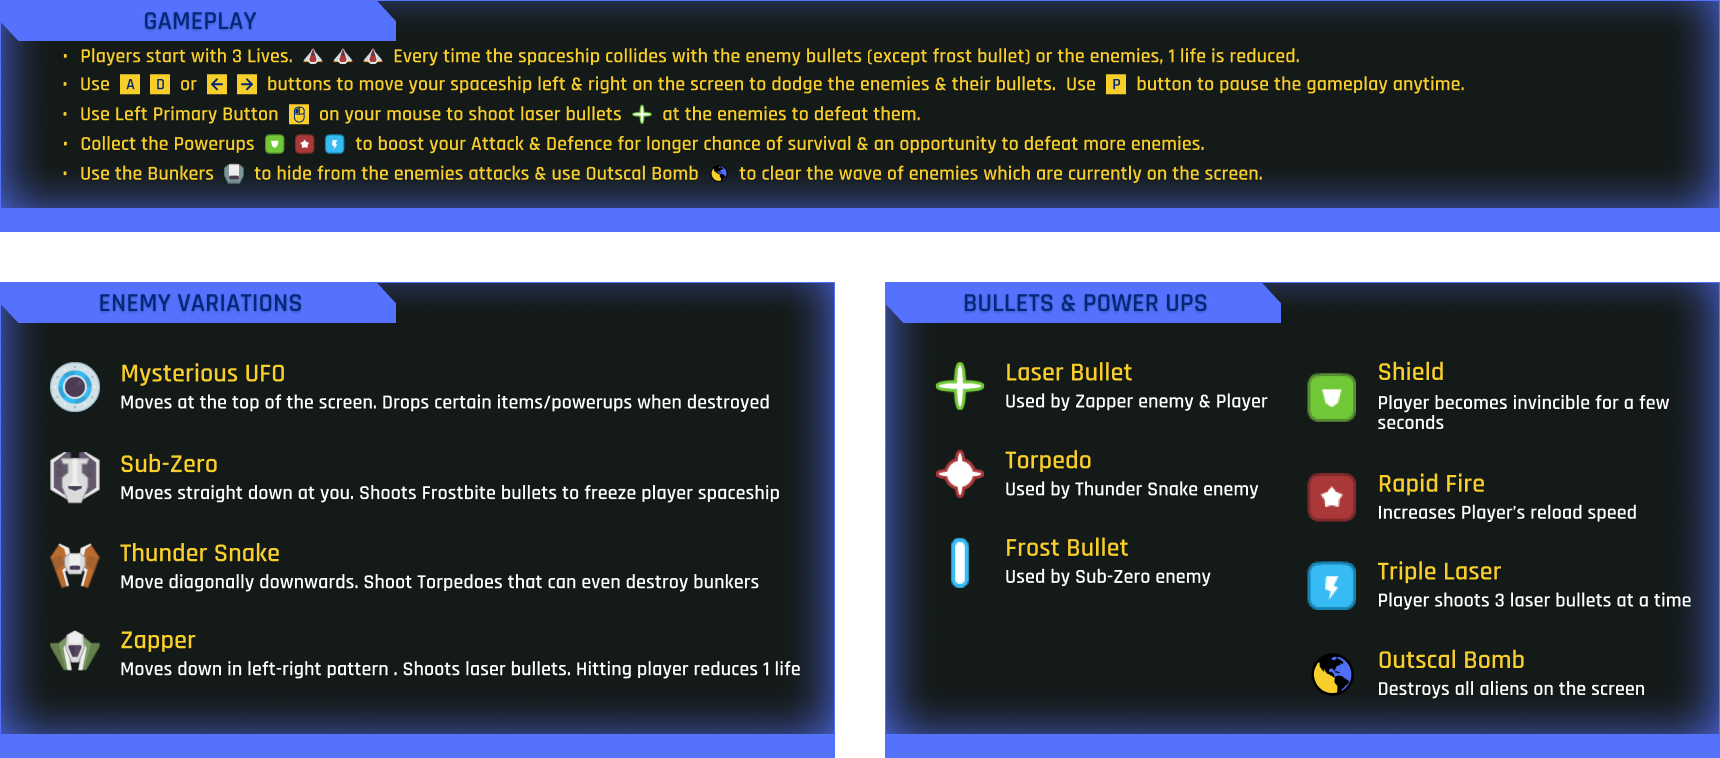 GAMEPLAY
• Players start with 3 Lives. Every time the spaceship collides with the enemy bullets (except frost bullet) or the enemies, 1 life is reduced.
• Use A D or ← → buttons to move your spaceship left & right on the screen to dodge the enemies & their bullets. Use P button to pause the gameplay anytime.
• Use Left Primary Button on your mouse to shoot laser bullets at the enemies to defeat them.
• Collect the Powerups to boost your Attack & Defence for longer chance of survival & an opportunity to defeat more enemies.
• Use the Bunkers to hide from the enemies attacks & use Outscal Bomb to clear the wave of enemies which are currently on the screen.
ENEMY VARIATIONS
Mysterious UFO
Moves at the top of the screen. Drops certain items/powerups when destroyed
Sub-Zero
Moves straight down at you. Shoots Frostbite bullets to freeze player spaceship
Thunder Snake
Move diagonally downwards. Shoot Torpedoes that can even destroy bunkers
Zapper
Moves down in left-right pattern . Shoots laser bullets. Hitting player reduces 1 life
BULLETS & POWER UPS
Laser Bullet
Used by Zapper enemy & Player
Torpedo
Used by Thunder Snake enemy
Frost Bullet
Used by Sub-Zero enemy
Shield
Player becomes invincible for a few
seconds
Rapid Fire
Increases Player's reload speed
Triple Laser
Player shoots 3 laser bullets at a time
Outscal Bomb
Destroys all aliens on the screen